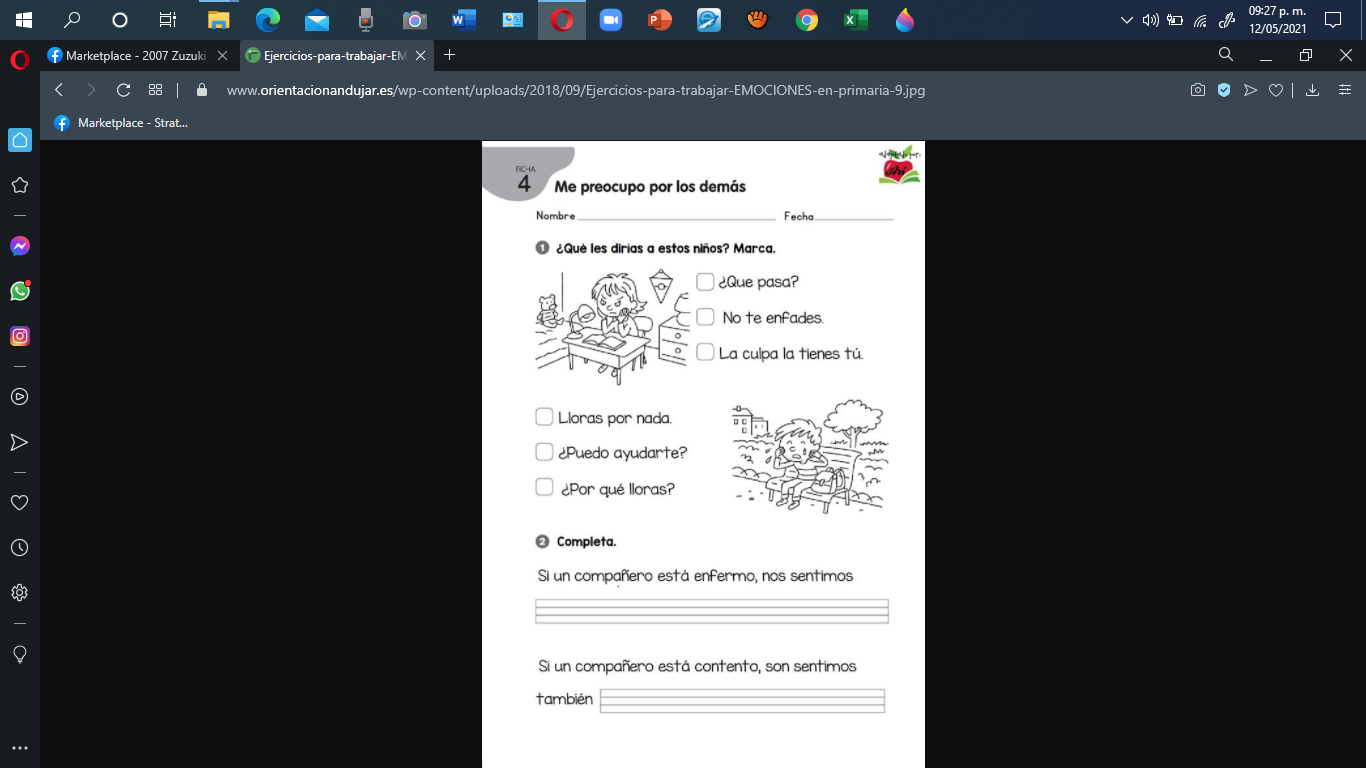 09:27 p. m.
12/05/2021
Marketplace - 2007 Zuzuki
Ejercicios-para-trabajar-EM
www.orientacionandujar.es/wp-content/uploads/2018/09/Ejercicios-para-trabajar-EMOCIONES-en-primaria-9.jpg
Marketplace - Strat...
FICHA
4
Me preocupo por los demás
Nombre
Fecha
1 ¿Qué les dirías a estos niños? Marca.
¿Que pasa?
No te enfades.
La culpa la tienes tú.
Lloras por nada.
¿Puedo ayudarte?
¿Por qué lloras?
2 Completa.
Si un compañero está enfermo, nos sentimos
Si un compañero está contento, son sentimos
también